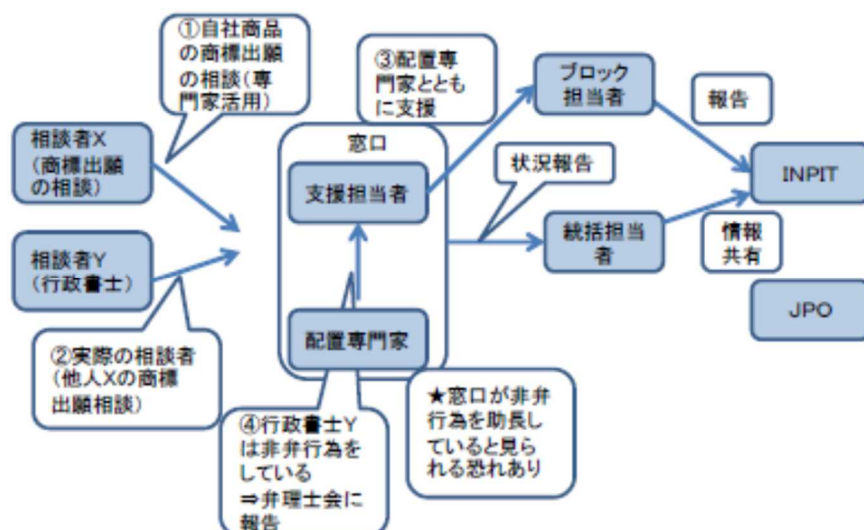 ①自社商品
の商標出願
の相談(専
門家活用)
③配置専
門家ととも
に支援
ブロック
担当者
報告
相談者X
(商標出願
の相談)
窓口
支援担当者
状況報告
INPIT
相談者Y
(行政書士)
統括担当
者
情報
共有
配置専門家
JPO
②実際の相談者
(他人Xの商標
出願相談)
④行政書士Y
は非弁行為を
している
⇒弁理士会に
報告
★窓口が非弁
行為を助長し
ていると見ら
れる恐れあり